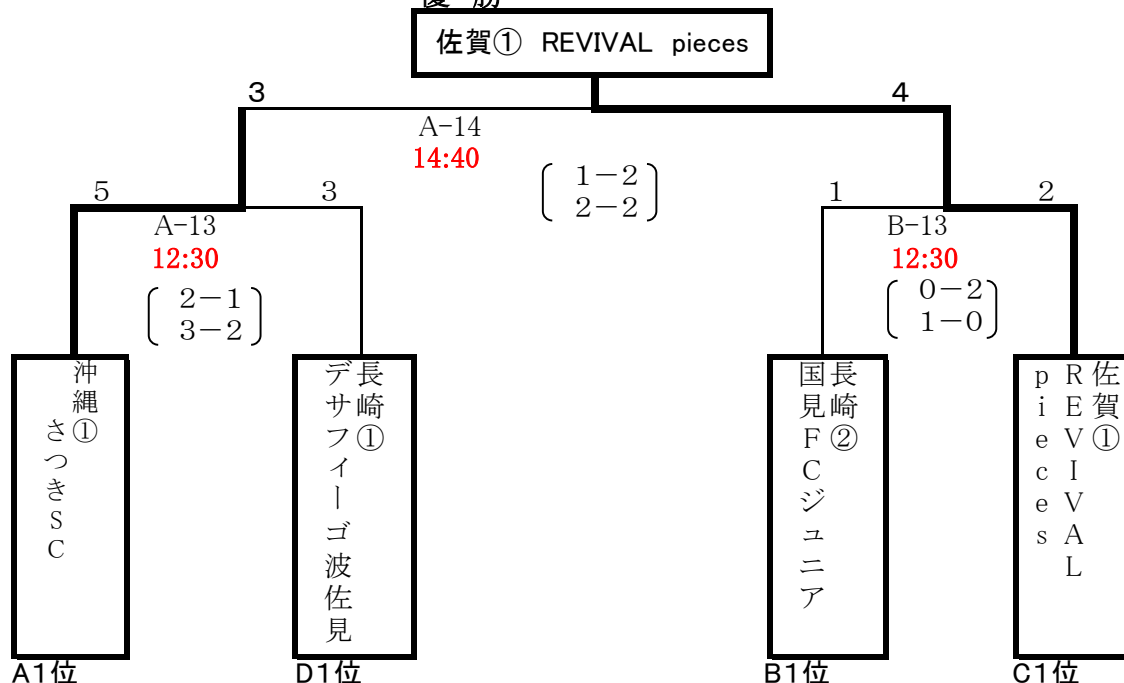 優 勝
佐賀① REVIVAL pieces
3
4
A-14
14:40
1-2
2-2
5
3
1
2
A-13
12:30
2-1
3-2
B-13
12:30
0-2
1-0
沖縄①
さつきSC
長崎①
デサフィーゴ波佐見
長崎②
国見FCジュニア
佐賀①
REVIVAL
pieces
A1位
D1位
B1位
C1位